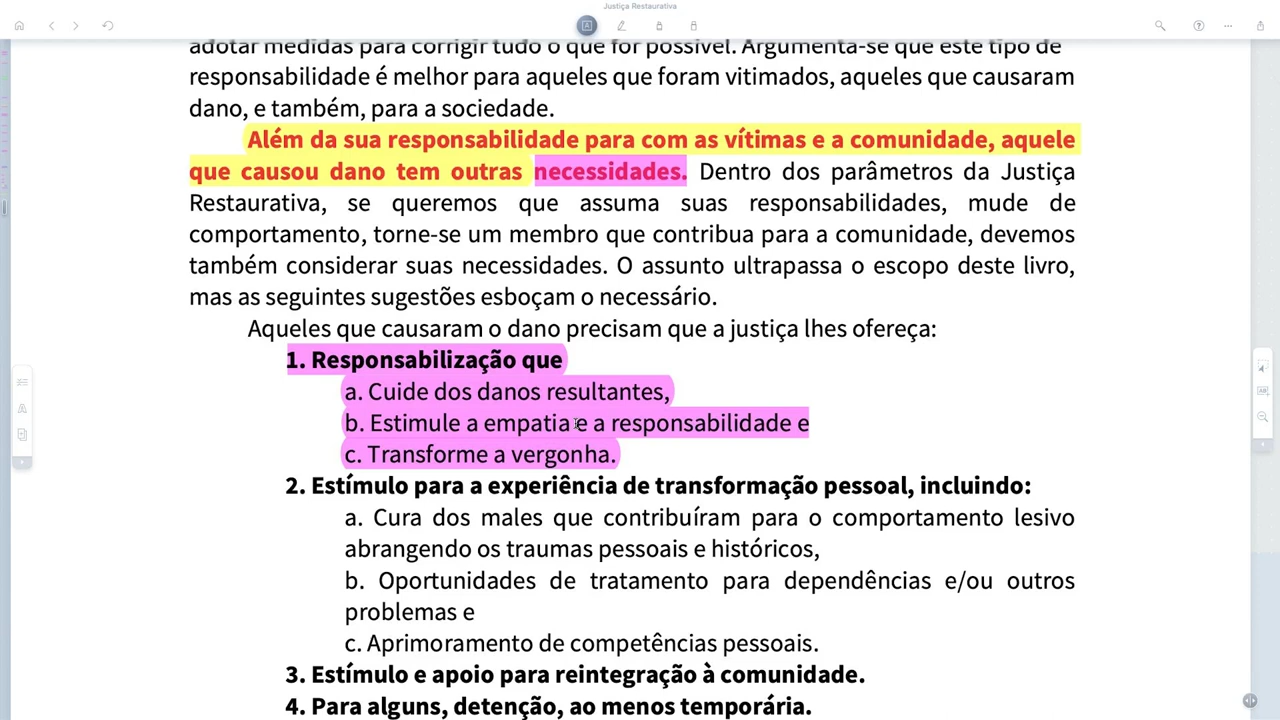 Justiça Restaurativa
adotar medidas para corrigir tudo o que for possível. Argumenta-se que este tipo de
responsabilidade é melhor para aqueles que foram vitimados, aqueles que causaram
dano, e também, para a sociedade.
Além da sua responsabilidade para com as vítimas e a comunidade, aquele
que causou dano tem outras necessidades. Dentro dos parâmetros da Justiça
Restaurativa, se queremos que assuma suas responsabilidades, mude de
comportamento, torne-se um membro que contribua para a comunidade, devemos
também considerar suas necessidades. O assunto ultrapassa o escopo deste livro,
mas as seguintes sugestões esboçam o necessário.
Aqueles que causaram o dano precisam que a justiça lhes ofereça:
1. Responsabilização que
a. Cuide dos danos resultantes,
b. Estimule a empatia e a responsabilidade e
c. Transforme a vergonha.
2. Estímulo para a experiência de transformação pessoal, incluindo:
a. Cura dos males que contribuíram para o comportamento lesivo
abrangendo os traumas pessoais e históricos,
b. Oportunidades de tratamento para dependências e/ou outros
problemas e
c. Aprimoramento de competências pessoais.
3. Estímulo e apoio para reintegração à comunidade.
4. Para alguns, detenção, ao menos temporária.